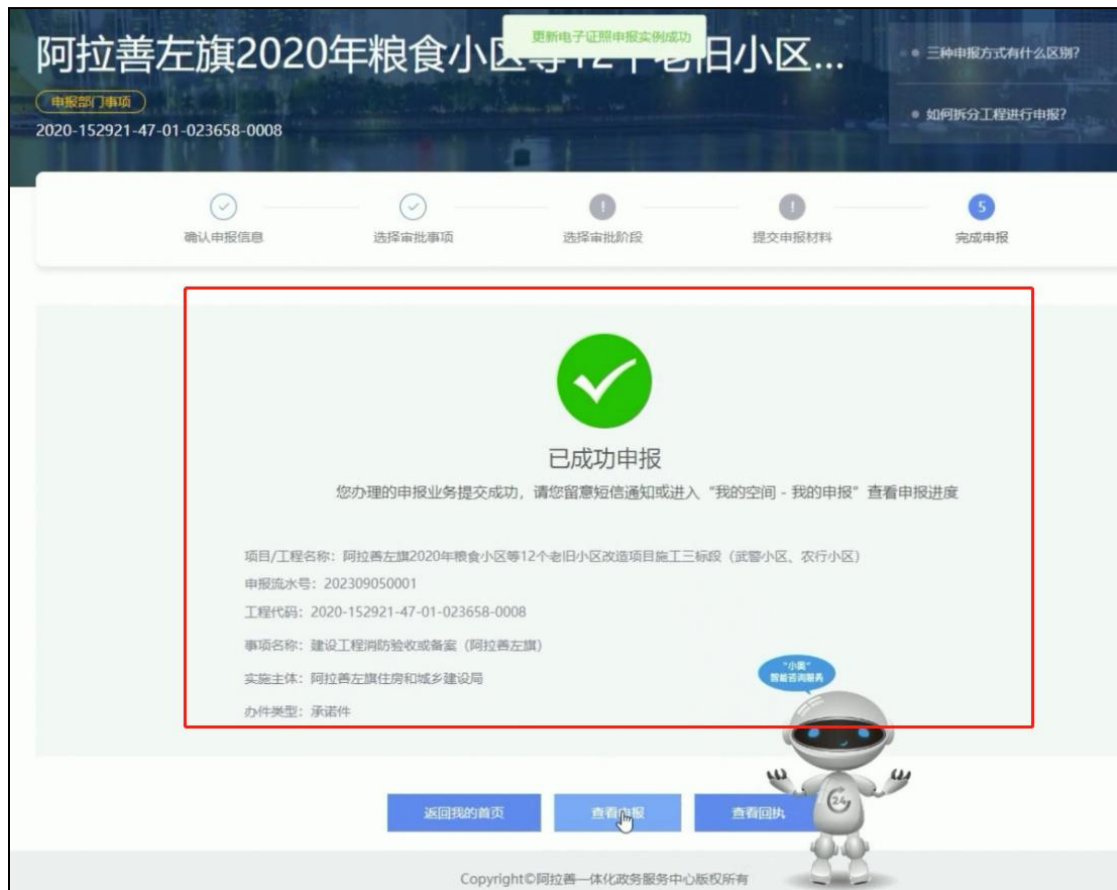 更新电子证照申报实例成功
阿拉善左旗2020年粮食小区等12个老旧小区...
三种申报方式有什么区别?
申报部门事项
如何拆分工程进行申报?
2020-152921-47-01-023658-0008
! ! 5
确认申报信息 选择审批事项 选择审批阶段 提交申报材料 完成申报
已成功申报
您办理的申报业务提交成功，请您留意短信通知或进入“我的空间 - 我的申报”查看申报进度
项目/工程名称：阿拉善左旗2020年粮食小区等12个老旧小区改造项目施工三标段（武警小区、农行小区）
申报流水号：202309050001
工程代码：2020-152921-47-01-023658-0008
事项名称：建设工程消防验收或备案（阿拉善左旗）
实施主体：阿拉善左旗住房和城乡建设局
办件类型：承诺件
“小奥”
智能咨询服务
24
返回我的首页 查看申报 查看回执
Copyright©阿拉善一体化政务服务中心版权所有